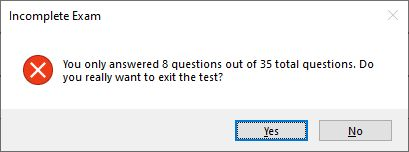 Incomplete Exam
You only answered 8 questions out of 35 total questions. Do
you really want to exit the test?
Yes
No